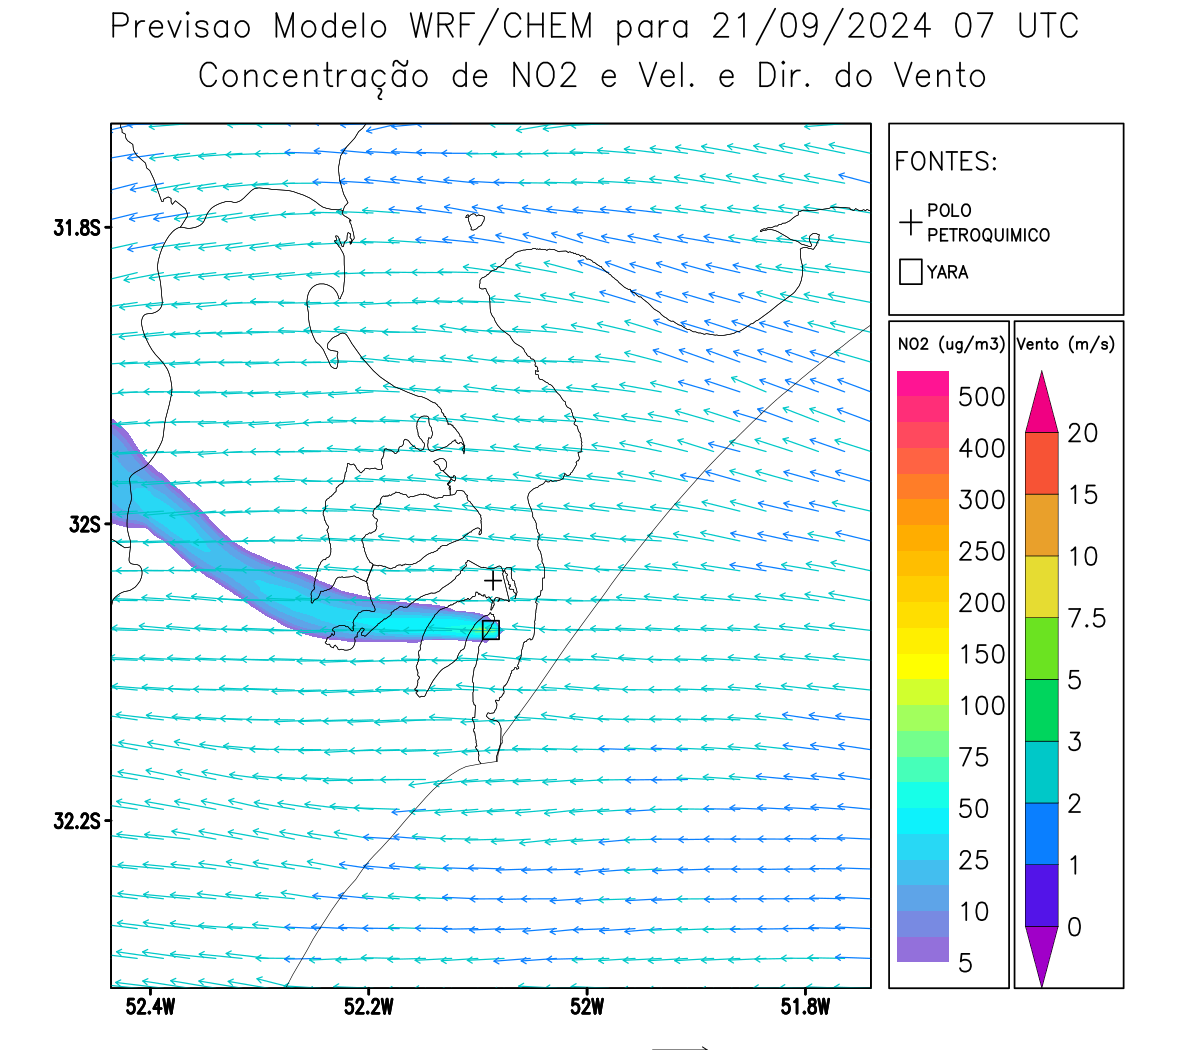 Previsao Modelo WRF/CHEM para 21/09/2024 07 UTC
Concentração de NO2 e Vel. e Dir. do Vento
FONTES:
POLO
PETROQUIMICO
YARA
31.8S
32S
32.2S
52.4W
52.2W
52W
51.8W
NO2 (ug/m3)
500
400
300
250
200
150
100
75
50
25
10
5
Vento (m/s)
20
15
10
7.5
5
3
2
1
0